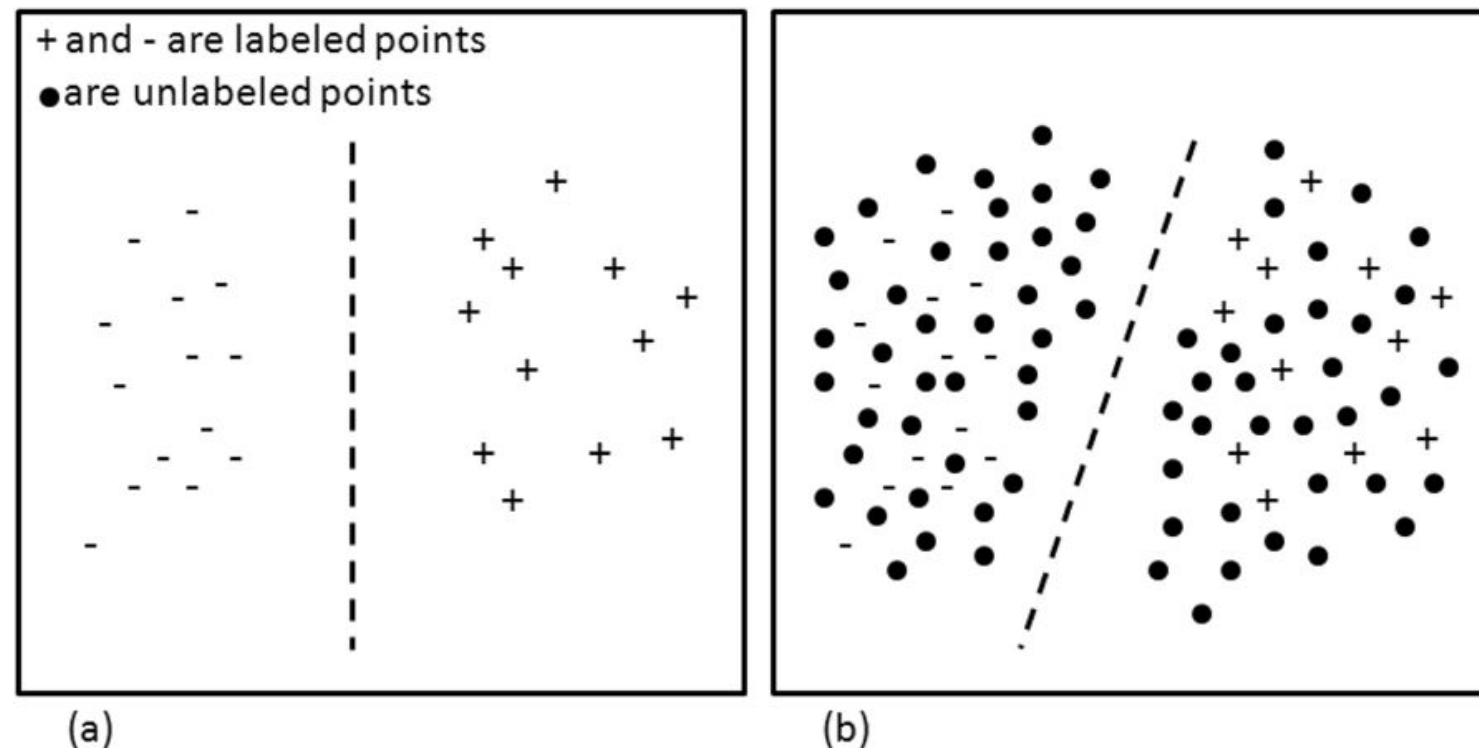 + and - are labeled points
● are unlabeled points
(a)
(b)